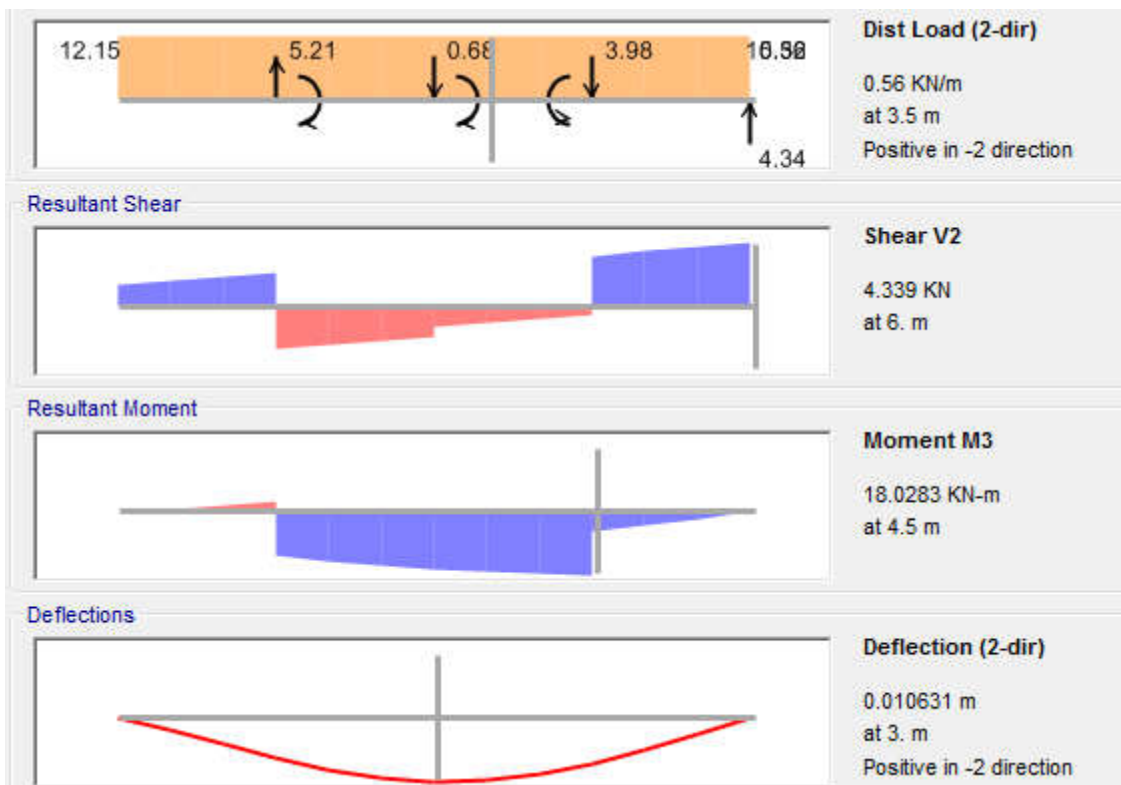 12.15 5.21 0.68 3.98
4.34
Dist Load (2-dir)
0.56 KN/m
at 3.5 m
Positive in -2 direction
Resultant Shear
Shear V2
4.339 KN
at 6. m
Resultant Moment
Moment M3
18.0283 KN-m
at 4.5 m
Deflections
Deflection (2-dir)
0.010631 m
at 3. m
Positive in -2 direction